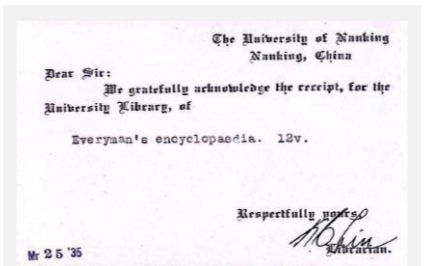 The University of Nanking
Nanking, China
Dear Sir:
We gratefully acknowledge the receipt, for the
University Library, of
Everyman's encyclopaedia. 12v.
Respectfully yours,
Librarian.
Mr 25 '35